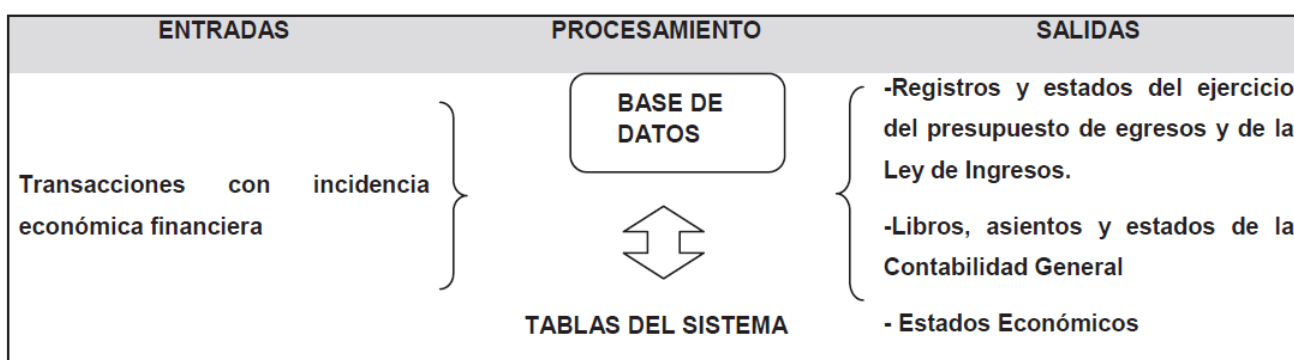 ENTRADAS
PROCESAMIENTO
SALIDAS
Transacciones con incidencia
económica financiera
BASE DE
DATOS
TABLAS DEL SISTEMA
-Registros y estados del ejercicio
del presupuesto de egresos y de la
Ley de Ingresos.
-Libros, asientos y estados de la
Contabilidad General
- Estados Económicos